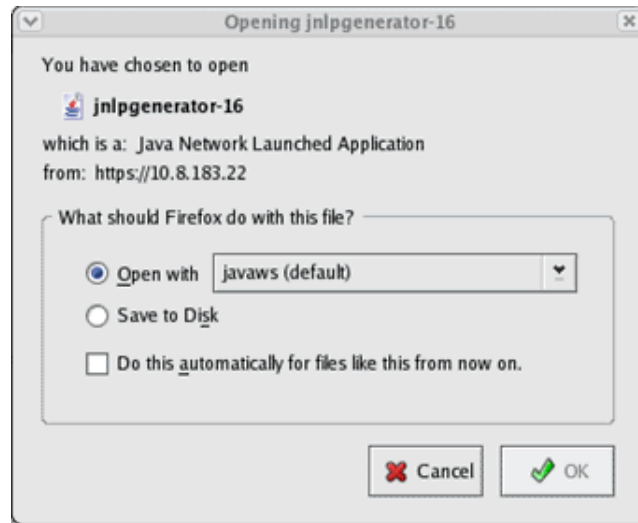 Opening jnlpgenerator-16
You have chosen to open
jnlpgenerator-16
which is a: Java Network Launched Application
from: https://10.8.183.22
What should Firefox do with this file?
Open with javaws (default)
Save to Disk
Do this automatically for files like this from now on.
Cancel OK